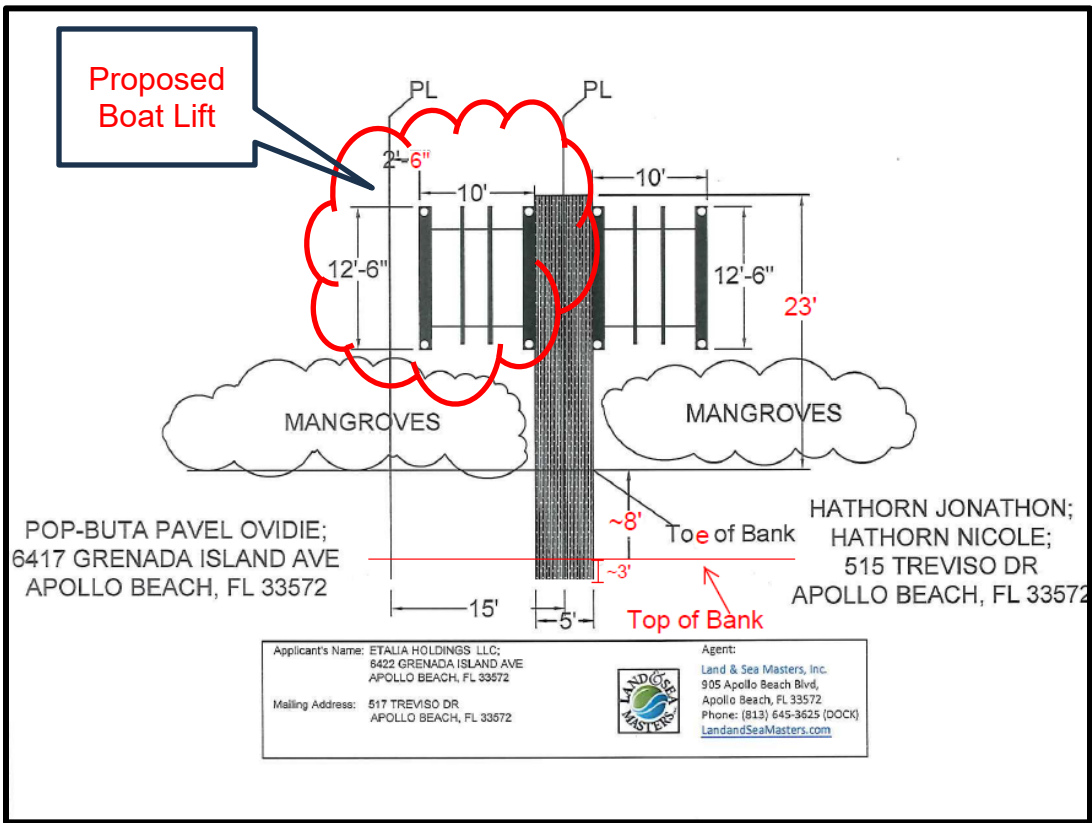 Proposed
Boat Lift
PL
PL
2'-6"
10'
10'
12'-6"
12'-6"
23'
MANGROVES
MANGROVES
~8'
Toe of Bank
~3'
POP-BUTA PAVEL OVIDIE;
6417 GRENADA ISLAND AVE
APOLLO BEACH, FL 33572
HATHORN JONATHON;
HATHORN NICOLE;
515 TREVISO DR
APOLLO BEACH, FL 33572
15'
5'
Top of Bank
Applicant's Name: ETALIA HOLDINGS LLC;
6422 GRENADA ISLAND AVE
APOLLO BEACH, FL 33572
Mailing Address: 517 TREVISO DR
APOLLO BEACH, FL 33572
LAND & SEA
MASTERS
Agent:
Land & Sea Masters, Inc.
905 Apollo Beach Blvd,
Apollo Beach, FL 33572
Phone: (813) 645-3625 (DOCK)
LandandSeaMasters.com